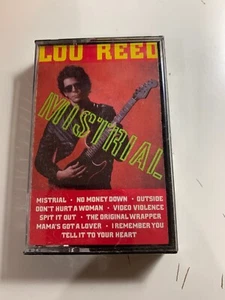 LOU REED
MISTRIAL
MISTRIAL • NO MONEY DOWN • OUTSIDE
DON'T HURT A WOMAN • VIDEO VIOLENCE
SPIT IT OUT • THE ORIGINAL WRAPPER
MAMA'S GOT A LOVER • I REMEMBER YOU
TELL IT TO YOUR HEART